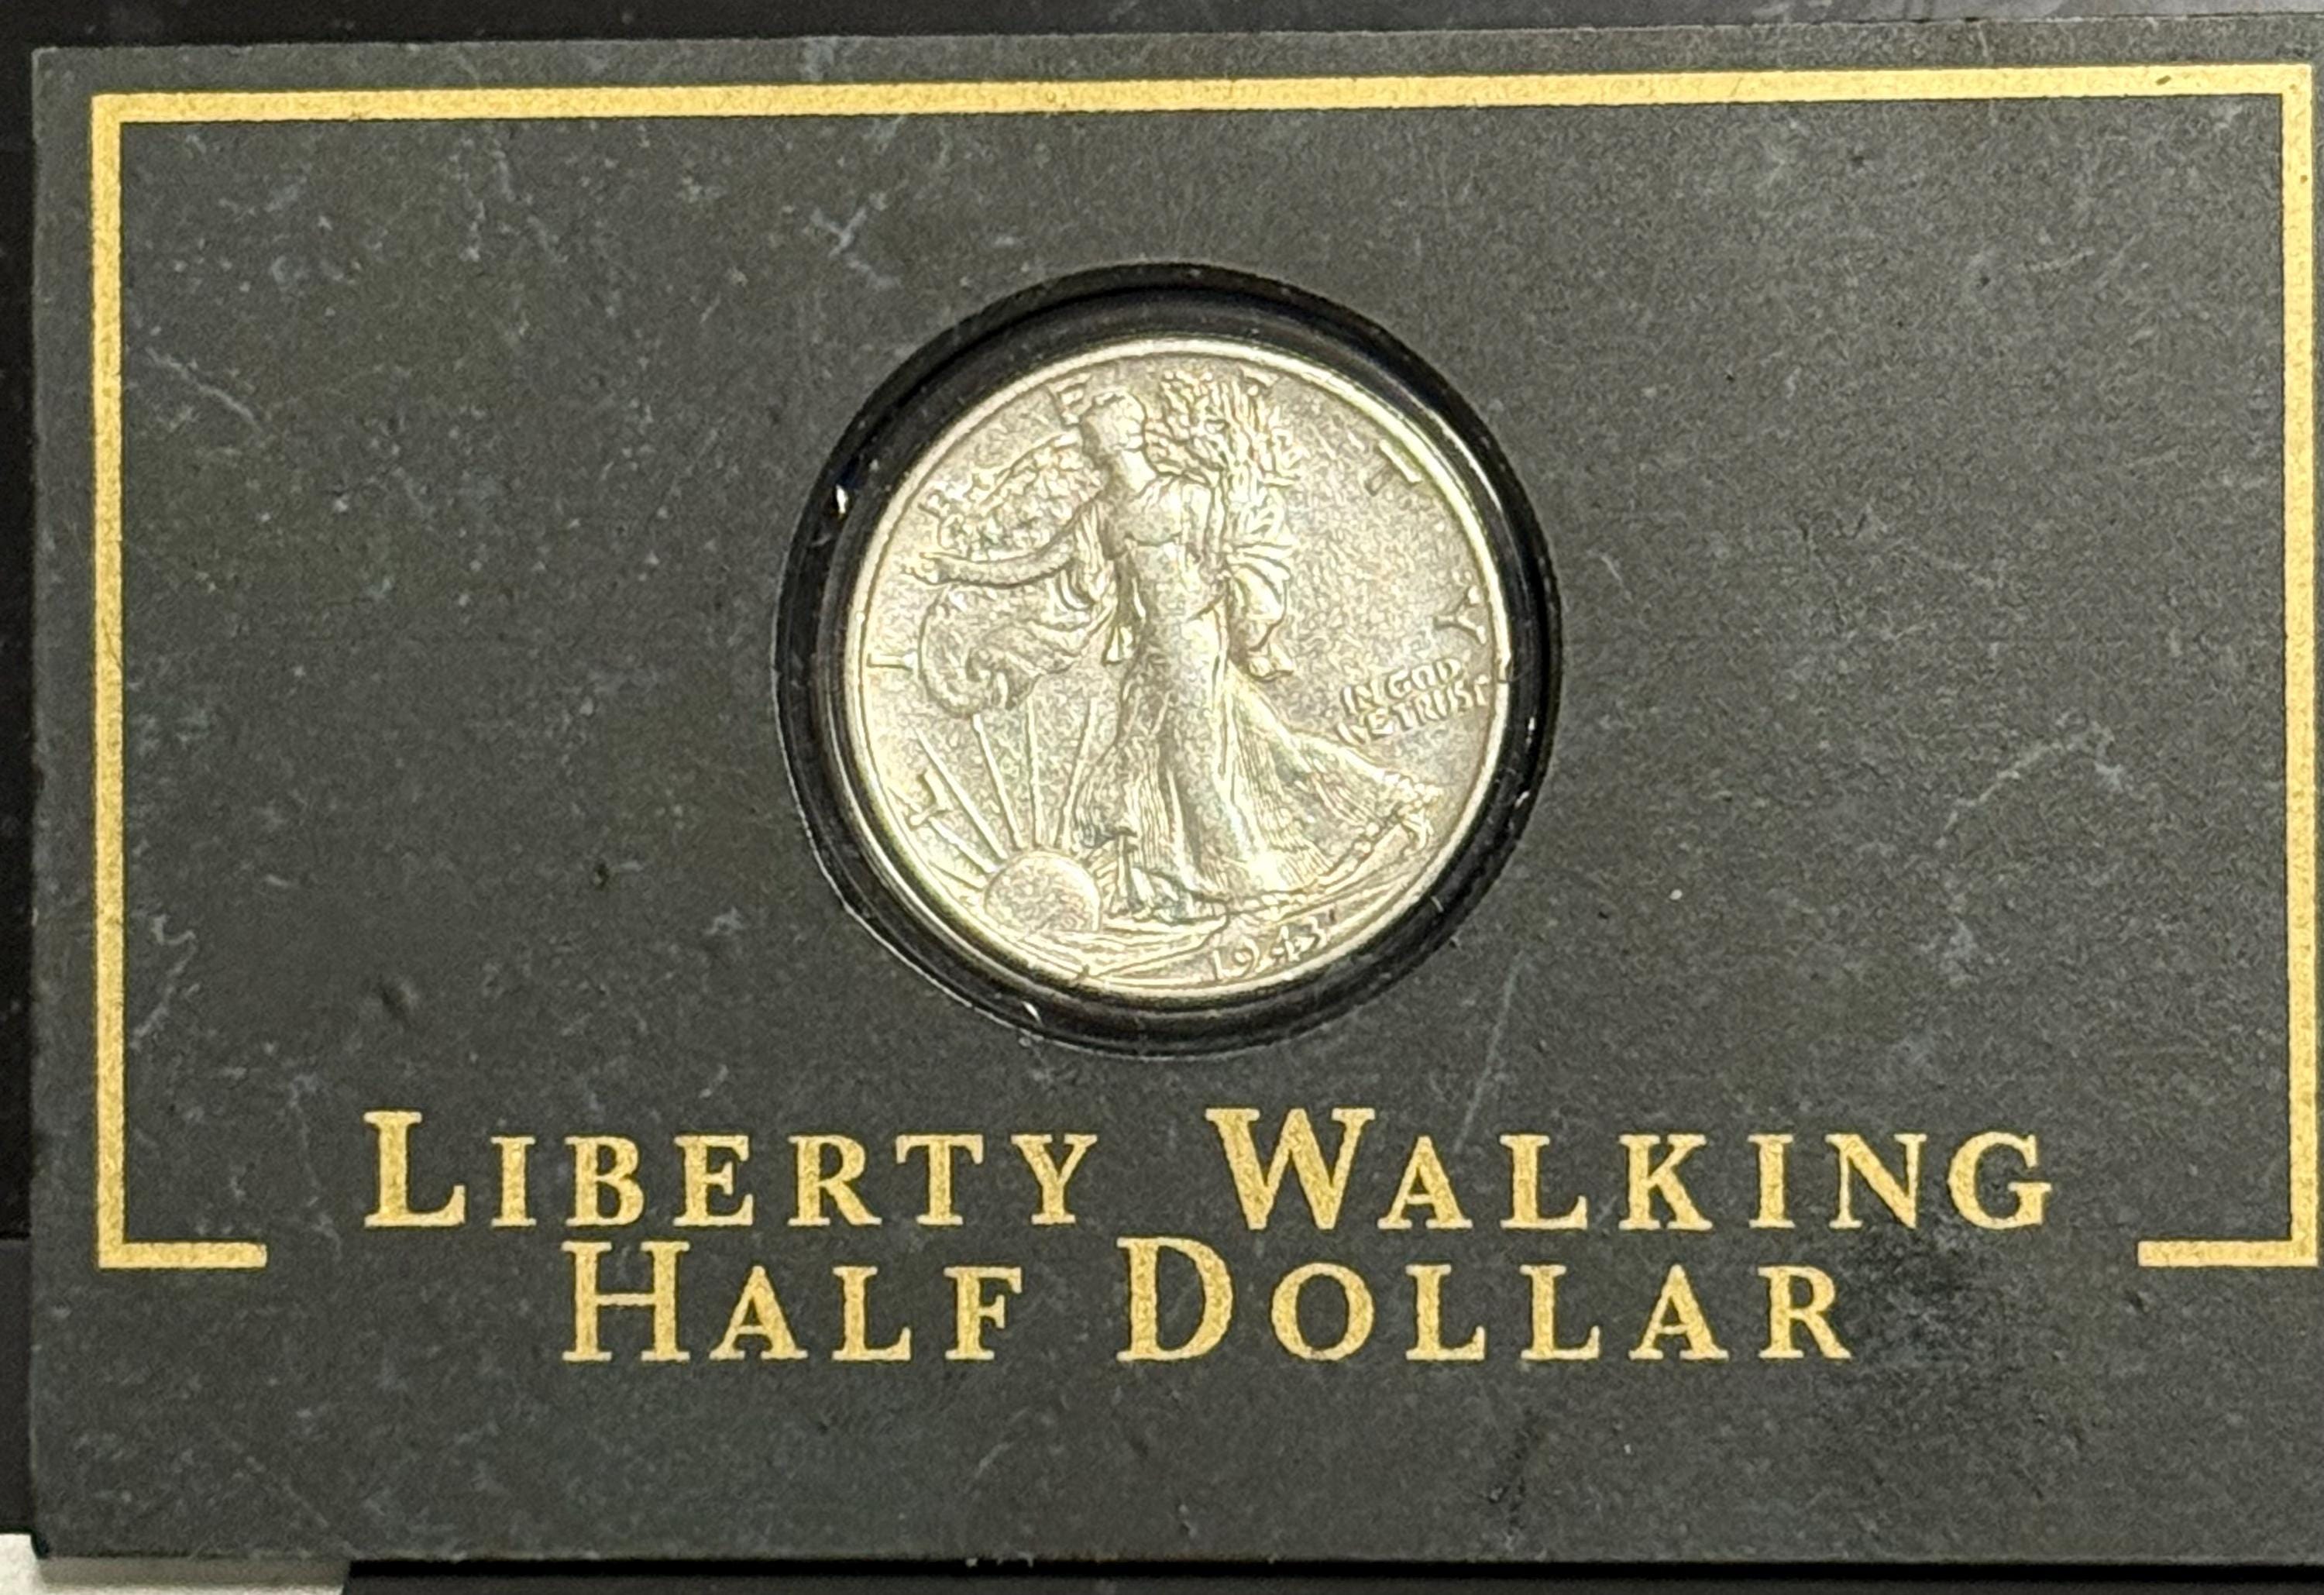 LIBERTY
IN GOD
WE TRUST
1943
LIBERTY WALKING
HALF DOLLAR